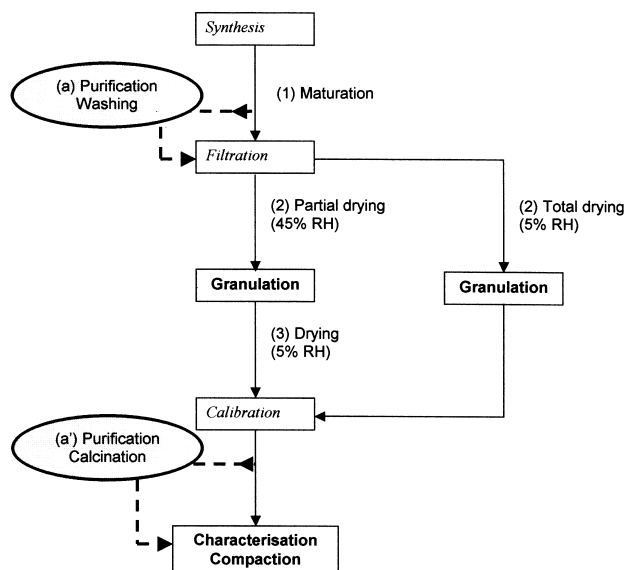 Synthesis
(a) Purification
Washing
(1) Maturation
Filtration
(2) Partial drying
(45% RH)
(2) Total drying
(5% RH)
Granulation
Granulation
(3) Drying
(5% RH)
Calibration
(a') Purification
Calcination
Characterisation
Compaction